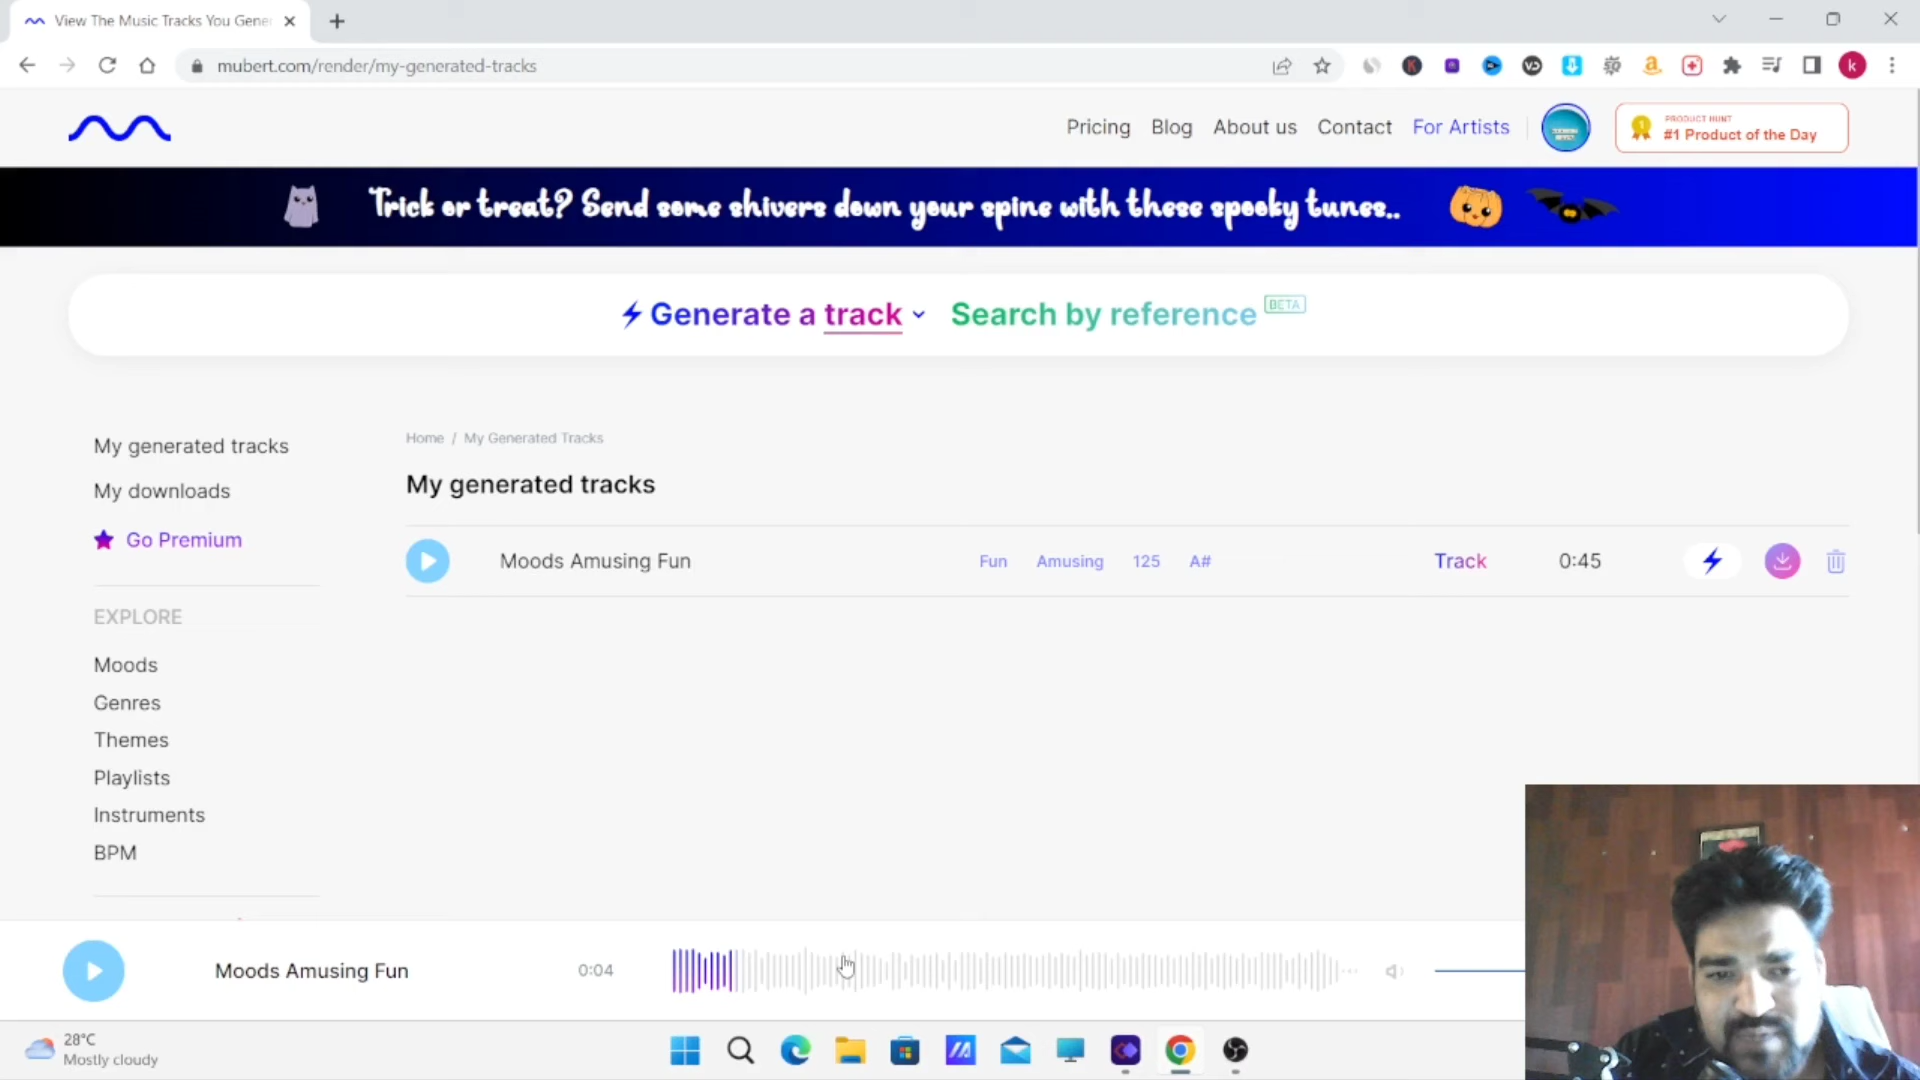 View The Music Tracks You Gene
mubert.com/render/my-generated-tracks
Pricing Blog About us Contact For Artists
PRODUCT HUNT
#1 Product of the Day
Trick or treat? Send some shivers down your spine with these spooky tunes..
Generate a track Search by reference BETA
My generated tracks
My downloads
Go Premium
EXPLORE
Moods
Genres
Themes
Playlists
Instruments
BPM
Home / My Generated Tracks
My generated tracks
Moods Amusing Fun Fun Amusing 125 A# Track 0:45
Moods Amusing Fun 0:04
28°C
Mostly cloudy